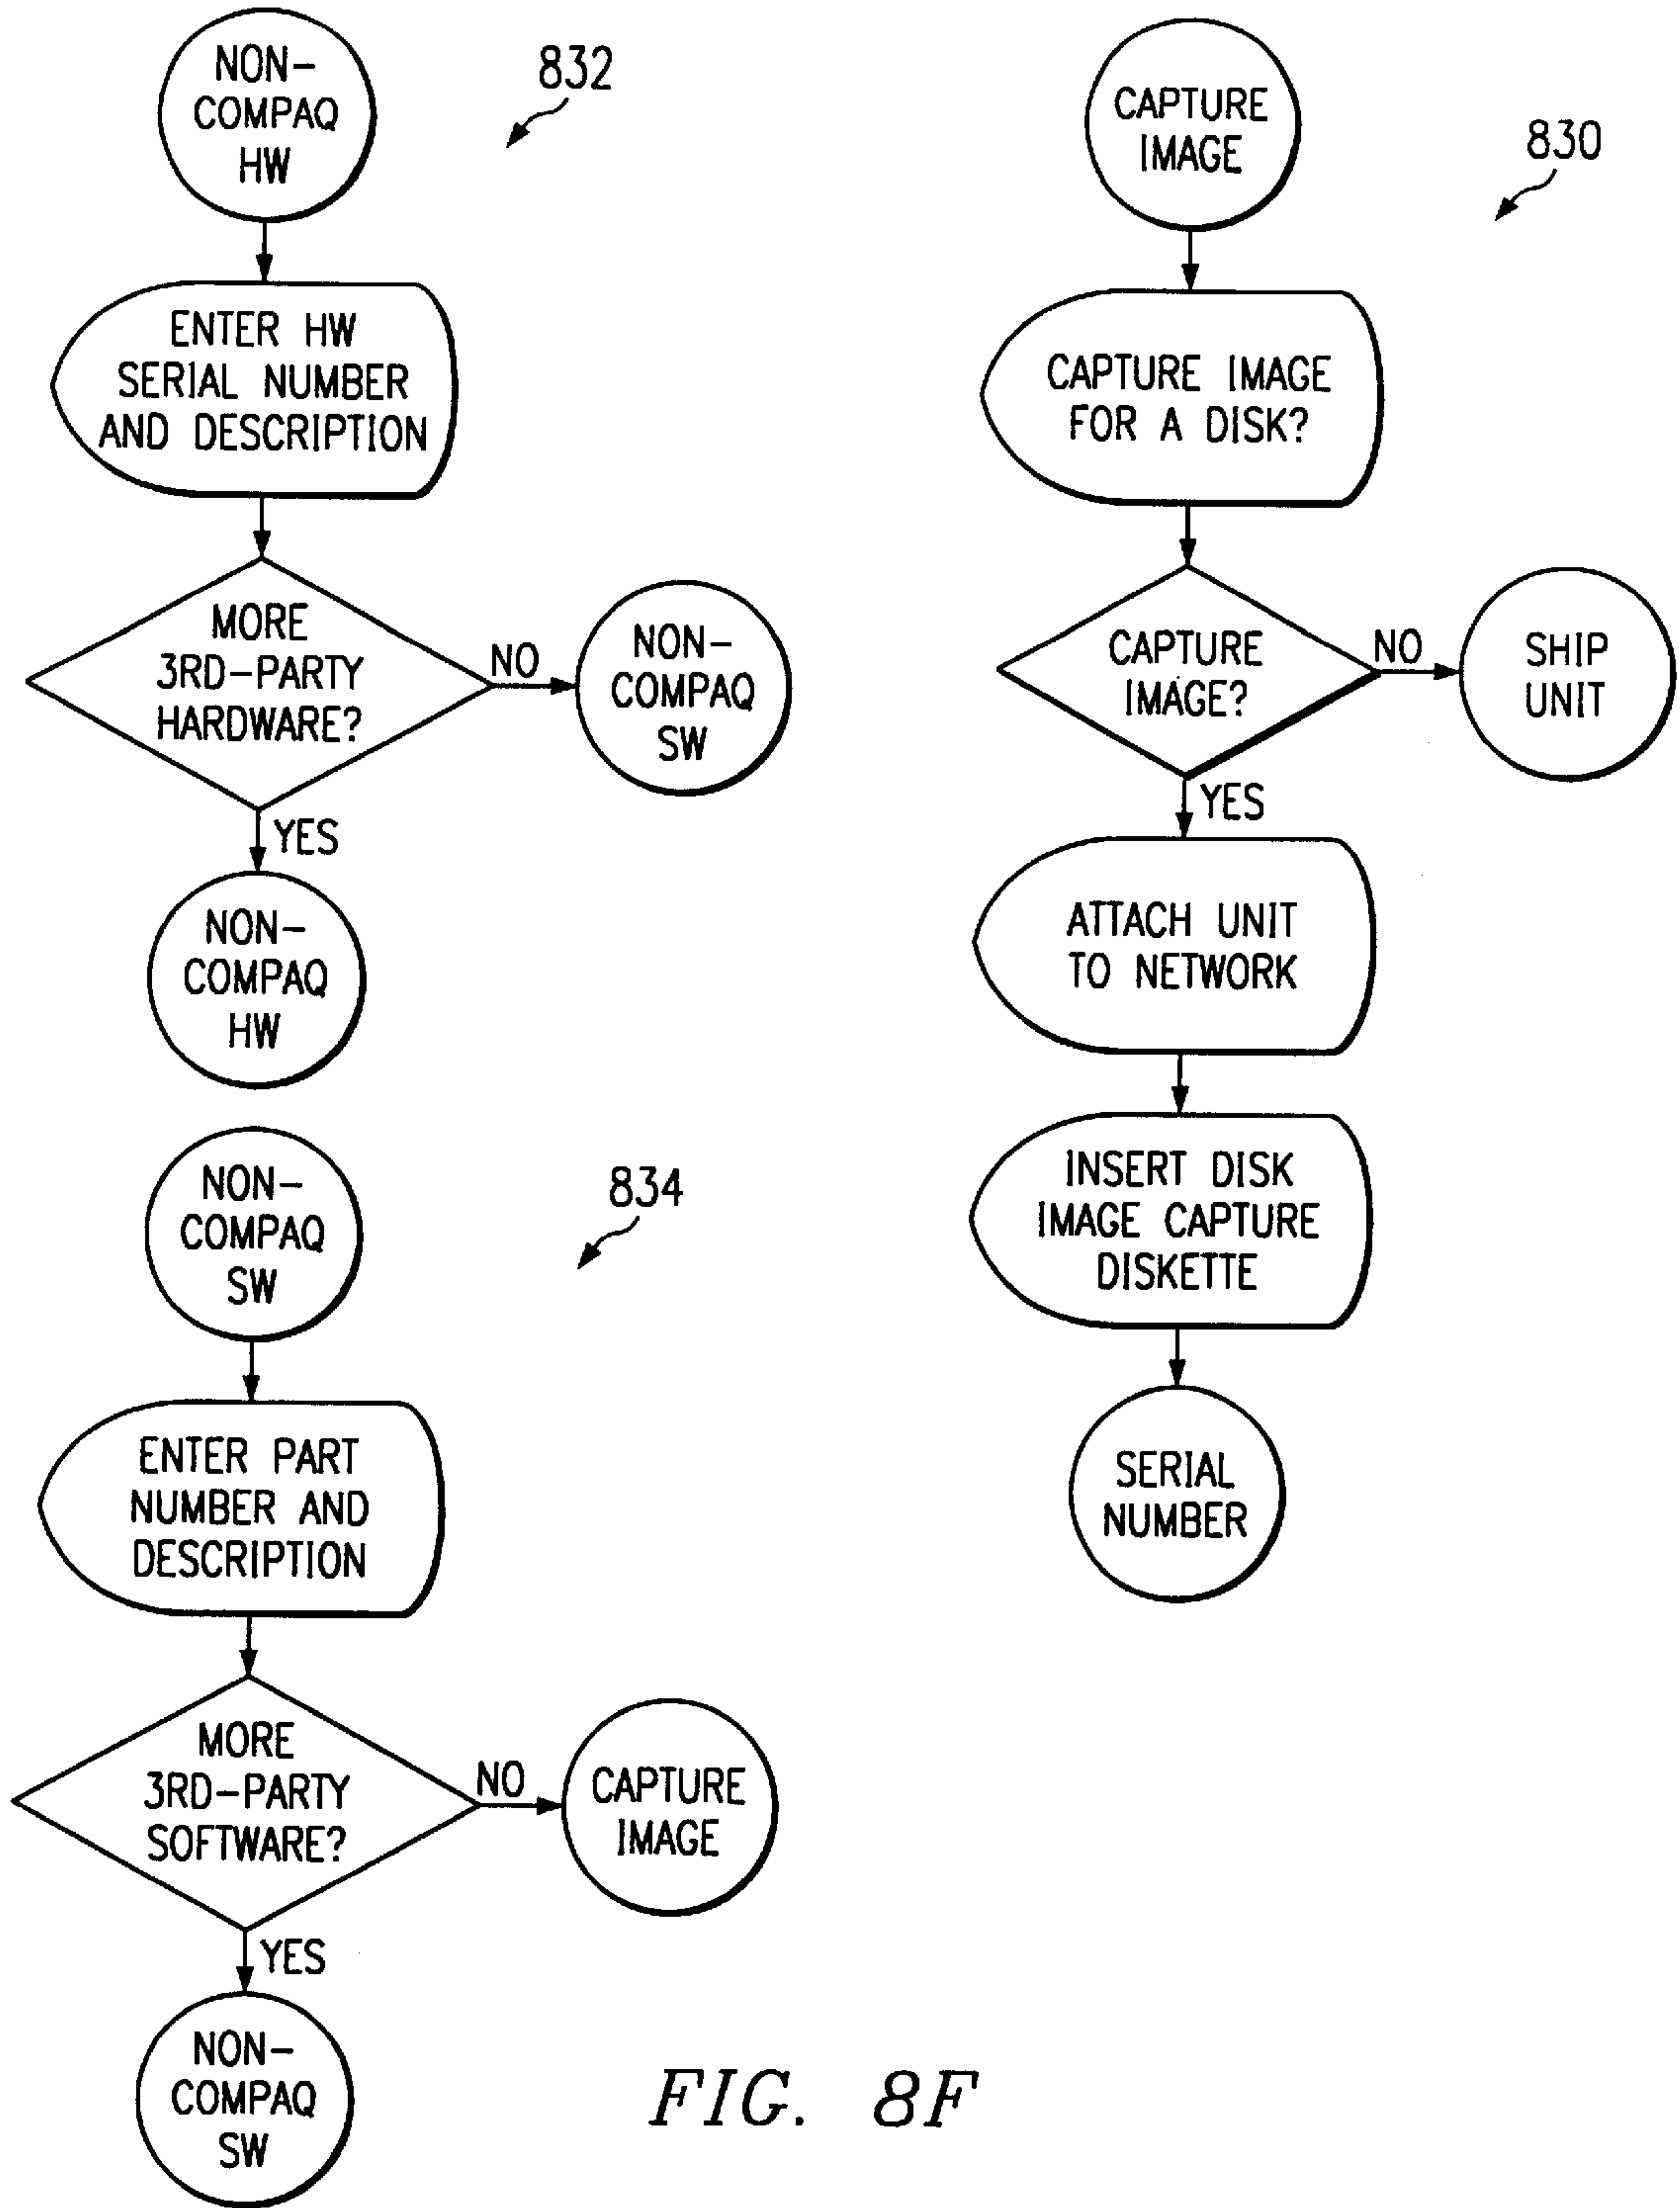 NON-
COMPAQ
HW
832
ENTER HW
SERIAL NUMBER
AND DESCRIPTION
MORE
3RD-PARTY
HARDWARE?
NO
NON-
COMPAQ
SW
YES
NON-
COMPAQ
HW
NON-
COMPAQ
SW
834
ENTER PART
NUMBER AND
DESCRIPTION
MORE
3RD-PARTY
SOFTWARE?
NO
CAPTURE
IMAGE
YES
NON-
COMPAQ
SW
CAPTURE
IMAGE
830
CAPTURE IMAGE
FOR A DISK?
CAPTURE
IMAGE?
NO
SHIP
UNIT
YES
ATTACH UNIT
TO NETWORK
INSERT DISK
IMAGE CAPTURE
DISKETTE
SERIAL
NUMBER
FIG. 8F